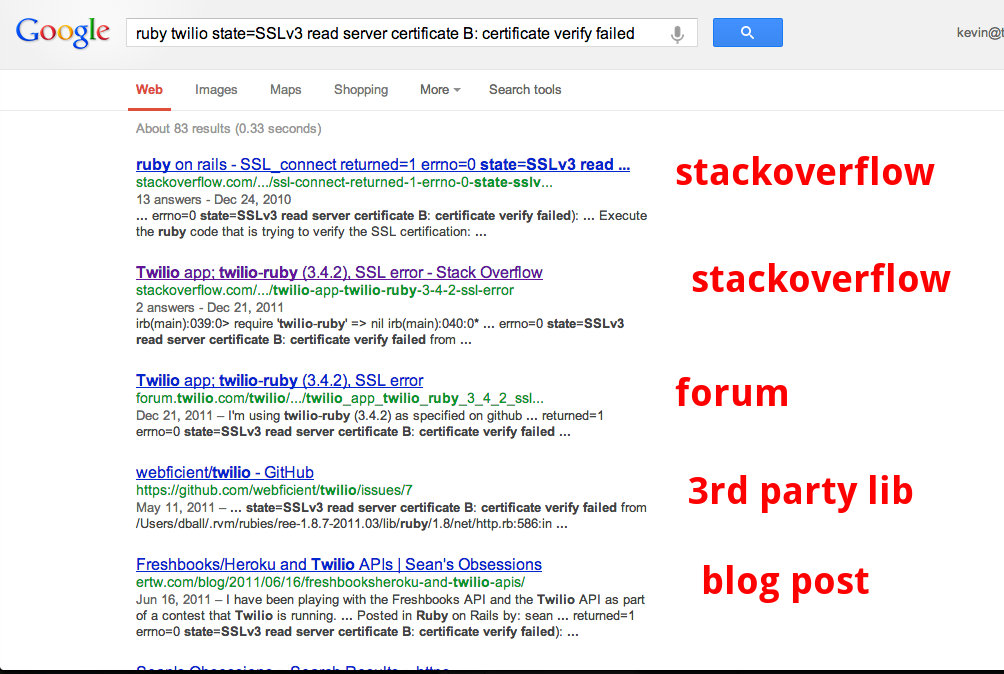 Google
ruby twilio state=SSLv3 read server certificate B: certificate verify failed
kevin@t
Web Images Maps Shopping More Search tools
About 83 results (0.33 seconds)
ruby on rails - SSL_connect returned=1 errno=0 state=SSLv3 read ...
stackoverflow.com/.../ssl-connect-returned-1-errno-0-state-sslv...
13 answers - Dec 24, 2010
... errno=0 state=SSLv3 read server certificate B: certificate verify failed): ... Execute
the ruby code that is trying to verify the SSL certification: ...
stackoverflow
Twilio app; twilio-ruby (3.4.2), SSL error - Stack Overflow
stackoverflow.com/.../twilio-app-twilio-ruby-3-4-2-ssl-error
2 answers - Dec 21, 2011
irb(main):039:0> require 'twilio-ruby' => nil irb(main):040:0* ... errno=0 state=SSLv3
read server certificate B: certificate verify failed from ...
stackoverflow
Twilio app; twilio-ruby (3.4.2), SSL error
forum.twilio.com/twilio/.../twilio_app_twilio_ruby_3_4_2_ssl...
Dec 21, 2011 – I'm using twilio-ruby (3.4.2) as specified on github ... returned=1
errno=0 state=SSLv3 read server certificate B: certificate verify failed ...
forum
webficient/twilio - GitHub
https://github.com/webficient/twilio/issues/7
May 11, 2011 – ... state=SSLv3 read server certificate B: certificate verify failed from
/Users/dball/.rvm/rubies/ree-1.8.7-2011.03/lib/ruby/1.8/net/http.rb:586:in ...
3rd party lib
Freshbooks/Heroku and Twilio APIs | Sean's Obsessions
ertw.com/blog/2011/06/16/freshbooksheroku-and-twilio-apis/
Jun 16, 2011 – I have been playing with the Freshbooks API and the Twilio API as part
of a contest that Twilio is running. ... Posted in Ruby on Rails by: sean ... returned=1
errno=0 state=SSLv3 read server certificate B: certificate verify failed): ...
blog post